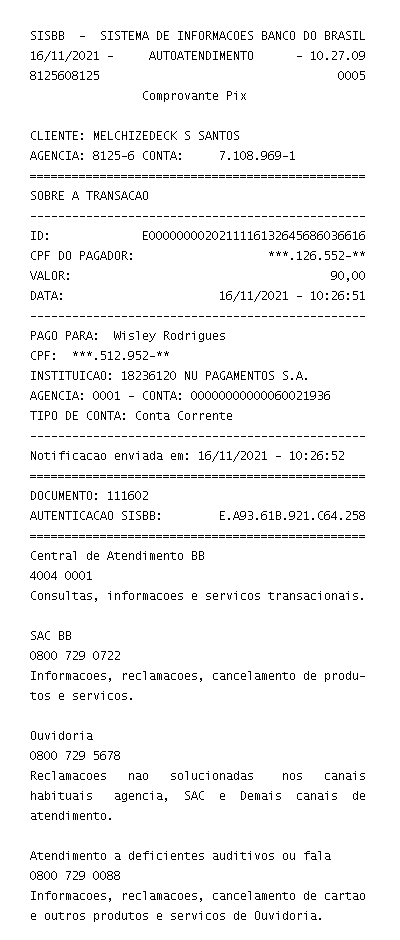 SISBB - SISTEMA DE INFORMACOES BANCO DO BRASIL
16/11/2021 - AUTOATENDIMENTO - 10.27.09
8125608125 0005
Comprovante Pix
CLIENTE: MELCHIZEDECK S SANTOS
AGENCIA: 8125-6 CONTA: 7.108.969-1
================================================
SOBRE A TRANSACAO
------------------------------------------------
ID: E0000000020211116132645686036616
CPF DO PAGADOR: ***.126.552-**
VALOR: 90,00
DATA: 16/11/2021 - 10:26:51
------------------------------------------------
PAGO PARA: Wisley Rodrigues
CPF: ***.512.952-**
INSTITUICAO: 18236120 NU PAGAMENTOS S.A.
AGENCIA: 0001 - CONTA: 00000000000060021936
TIPO DE CONTA: Conta Corrente
------------------------------------------------
Notificacao enviada em: 16/11/2021 - 10:26:52
================================================
DOCUMENTO: 111602
AUTENTICACAO SISBB: E.A93.61B.921.C64.258
================================================
Central de Atendimento BB
4004 0001
Consultas, informacoes e servicos transacionais.
SAC BB
0800 729 0722
Informacoes, reclamacoes, cancelamento de produ-
tos e servicos.
Ouvidoria
0800 729 5678
Reclamacoes nao solucionadas nos canais
habituais agencia, SAC e Demais canais de
atendimento.
Atendimento a deficientes auditivos ou fala
0800 729 0088
Informacoes, reclamacoes, cancelamento de cartao
e outros produtos e servicos de Ouvidoria.